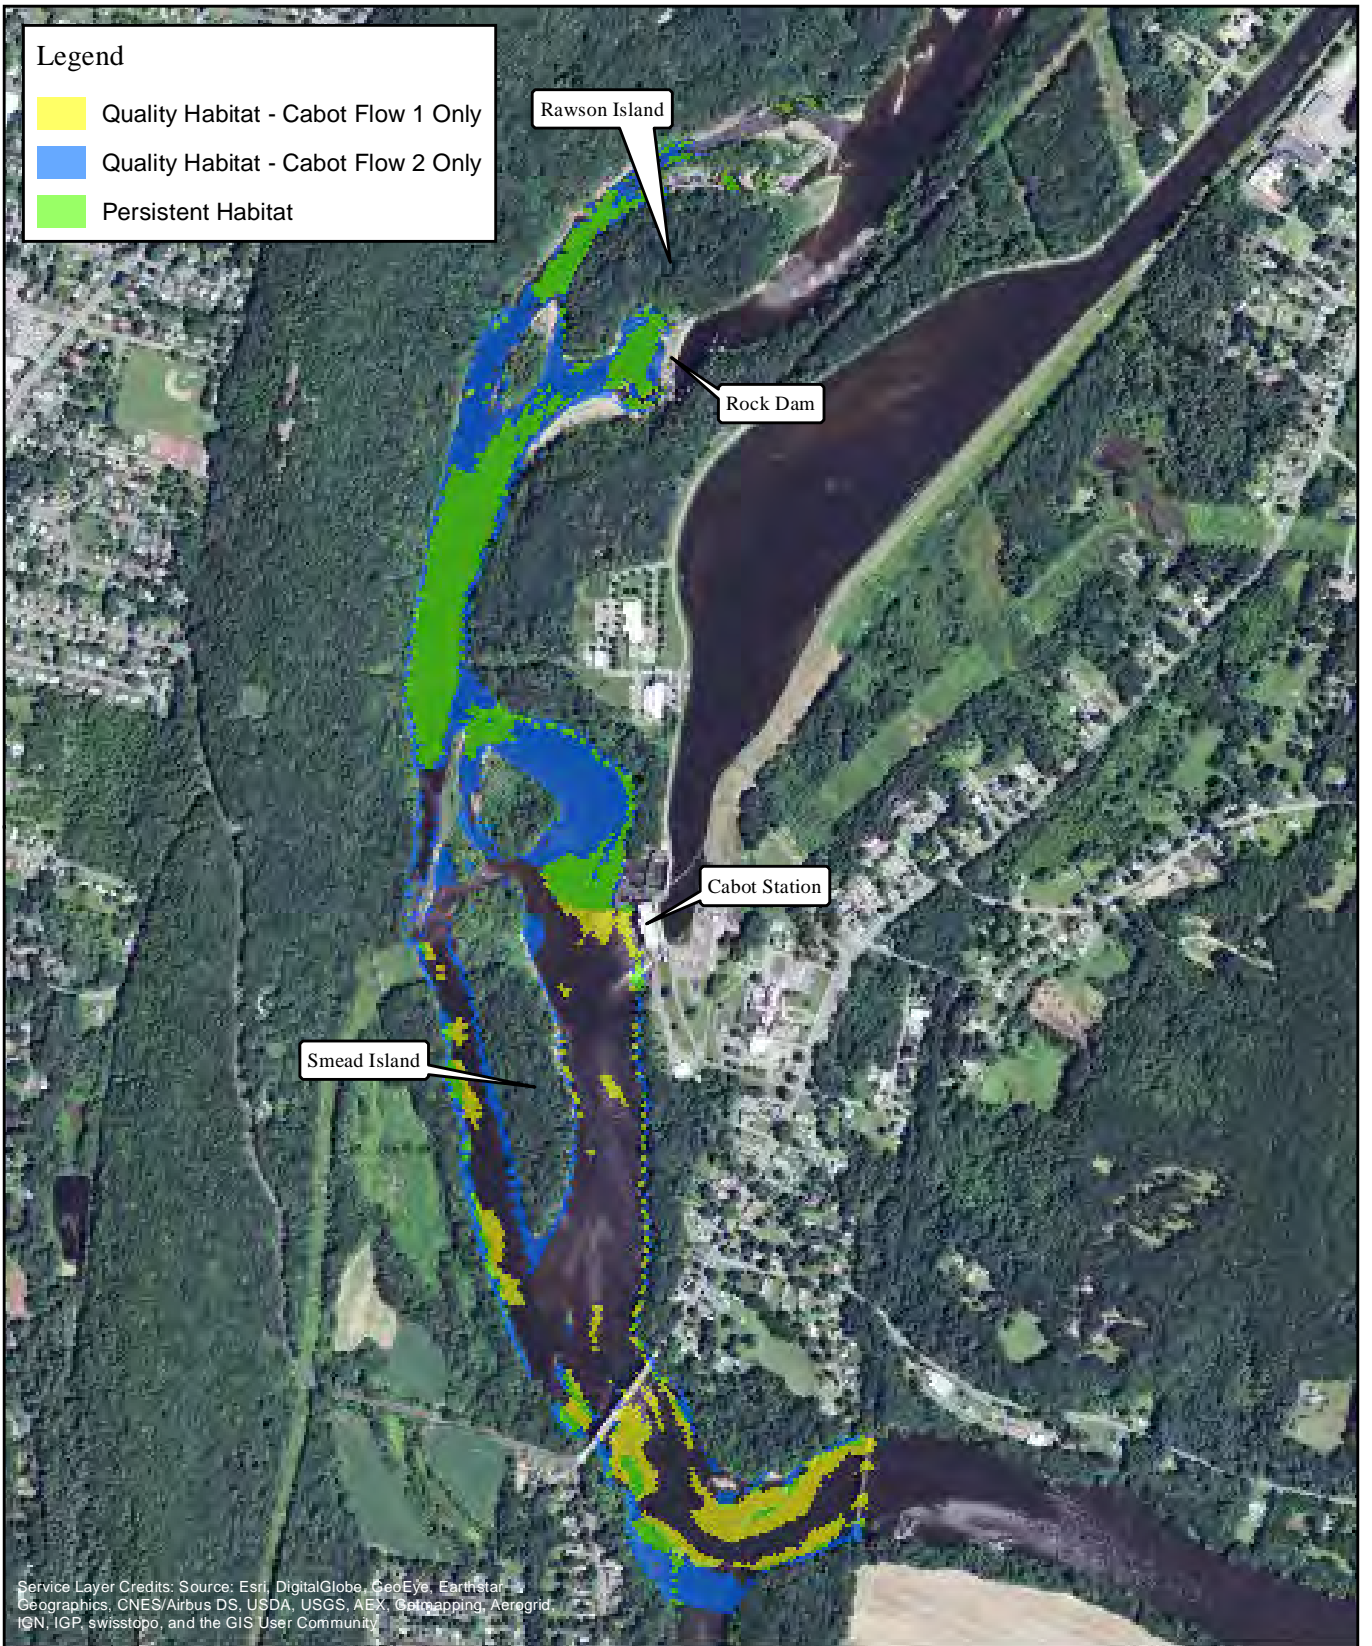 Legend
Quality Habitat - Cabot Flow 1 Only
Quality Habitat - Cabot Flow 2 Only
Persistent Habitat
Rawson Island
Rock Dam
Cabot Station
Smead Island
Service Layer Credits: Source: Esri, DigitalGlobe, GeoEye, Earthstar
Geographics, CNES/Airbus DS, USDA, USGS, AEX, Getmapping, Aerogrid,
IGN, IGP, swisstopo, and the GIS User Community